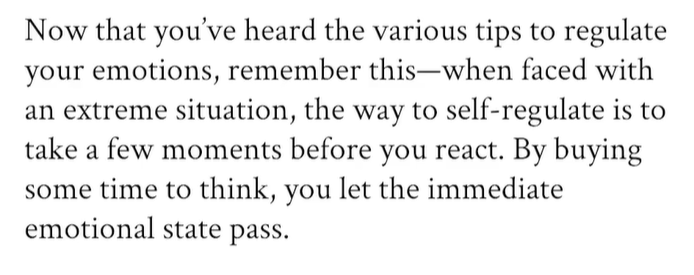 Now that you’ve heard the various tips to regulate
your emotions, remember this—when faced with
an extreme situation, the way to self-regulate is to
take a few moments before you react. By buying
some time to think, you let the immediate
emotional state pass.